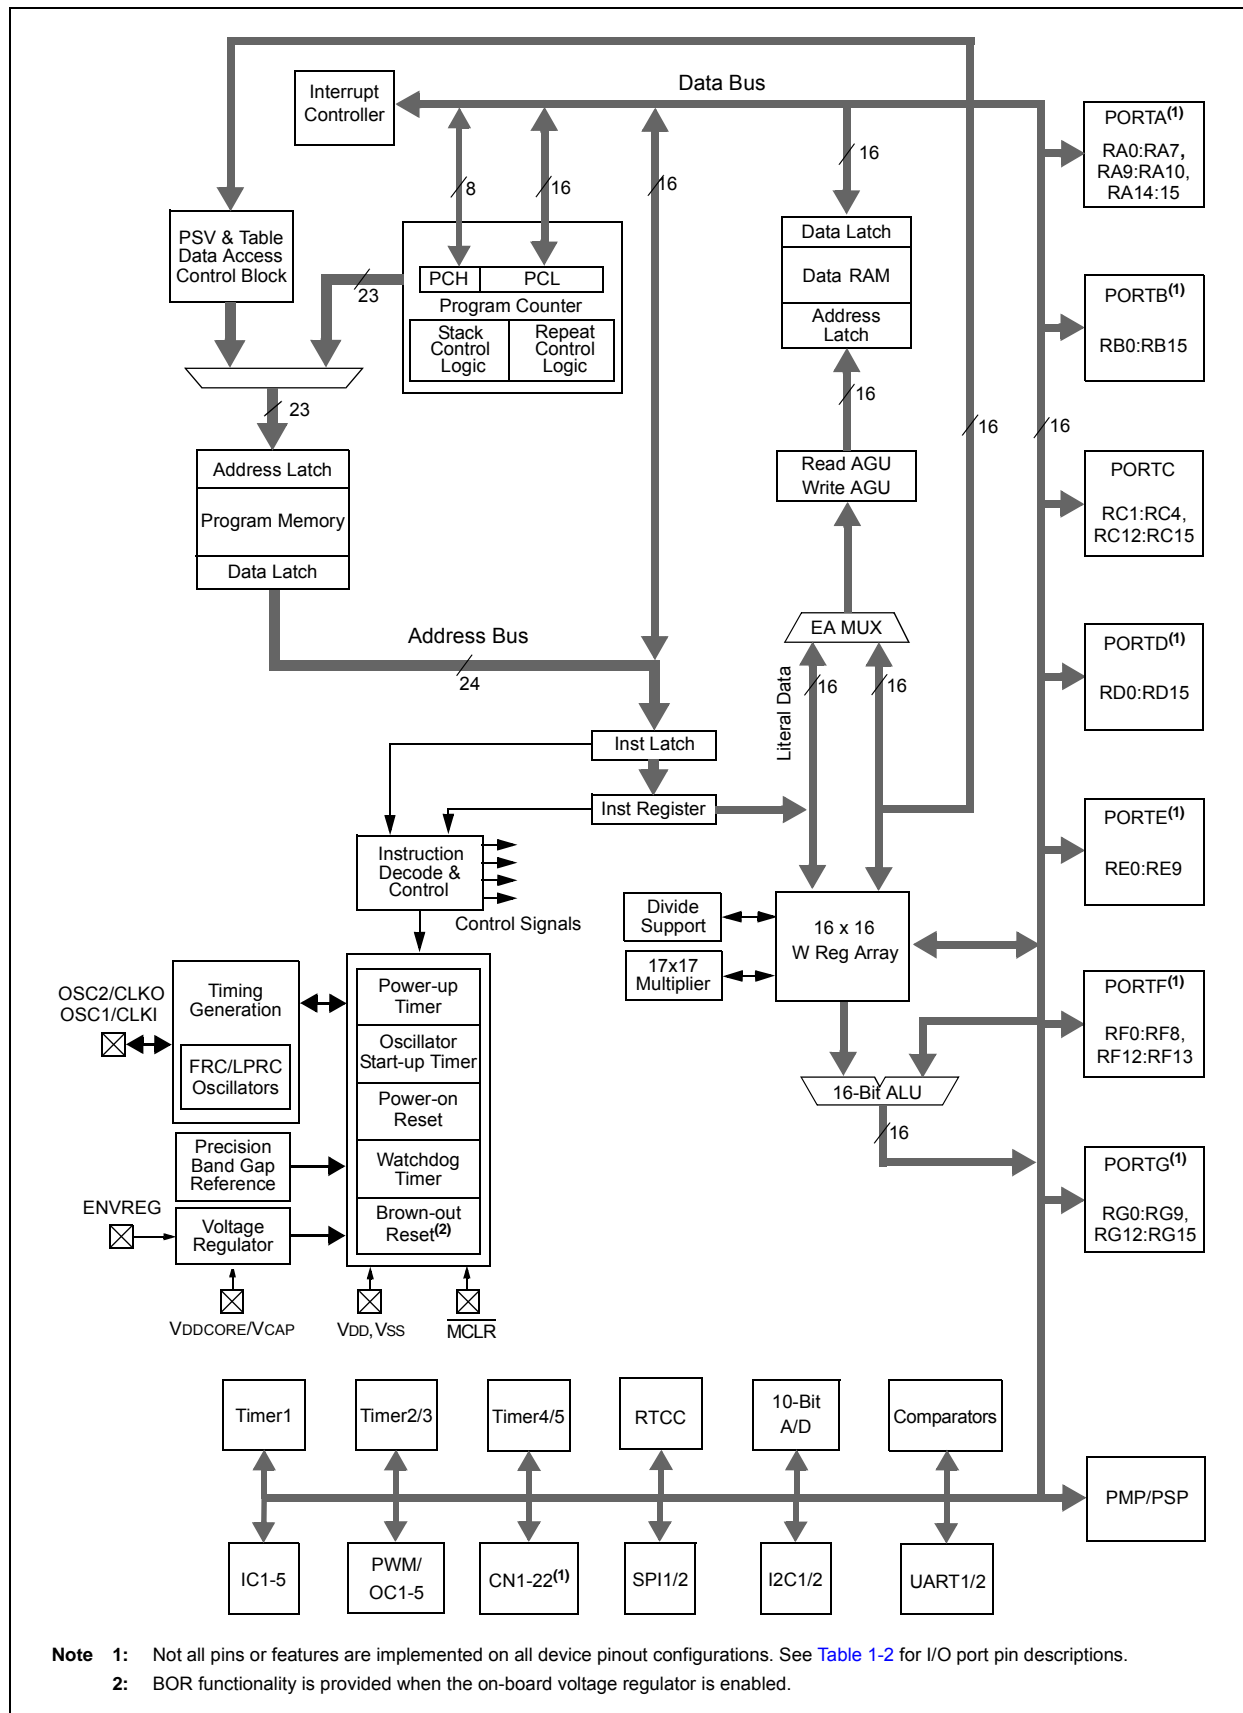 Data Bus
Interrupt
Controller
8
16
16
16
PORTA(1)
RA0:RA7,
RA9:RA10,
RA14:15
PSV & Table
Data Access
Control Block
23
PCH
PCL
Program Counter
Stack
Control
Logic
Repeat
Control
Logic
Data Latch
Data RAM
Address
Latch
PORTB(1)
RB0:RB15
23
16
16
16
Address Latch
Program Memory
Data Latch
Read AGU
Write AGU
PORTC
RC1:RC4,
RC12:RC15
Address Bus
24
EA MUX
Literal Data
16
16
PORTD(1)
RD0:RD15
Inst Latch
Inst Register
PORTE(1)
RE0:RE9
Instruction
Decode &
Control
Control Signals
Divide
Support
17x17
Multiplier
16 x 16
W Reg Array
OSC2/CLKO
OSC1/CLKI
Timing
Generation
FRC/LPRC
Oscillators
Power-up
Timer
Oscillator
Start-up Timer
Power-on
Reset
Watchdog
Timer
Brown-out
Reset(2)
PORTF(1)
RF0:RF8,
RF12:RF13
16-Bit ALU
16
Precision
Band Gap
Reference
ENVREG
Voltage
Regulator
PORTG(1)
RG0:RG9,
RG12:RG15
VDDCORE/VCAP
VDD, VSS
MCLR
Timer1
Timer2/3
Timer4/5
RTCC
10-Bit
A/D
Comparators
PMP/PSP
IC1-5
PWM/
OC1-5
CN1-22(1)
SPI1/2
I2C1/2
UART1/2
Note 1: Not all pins or features are implemented on all device pinout configurations. See Table 1-2 for I/O port pin descriptions.
2: BOR functionality is provided when the on-board voltage regulator is enabled.